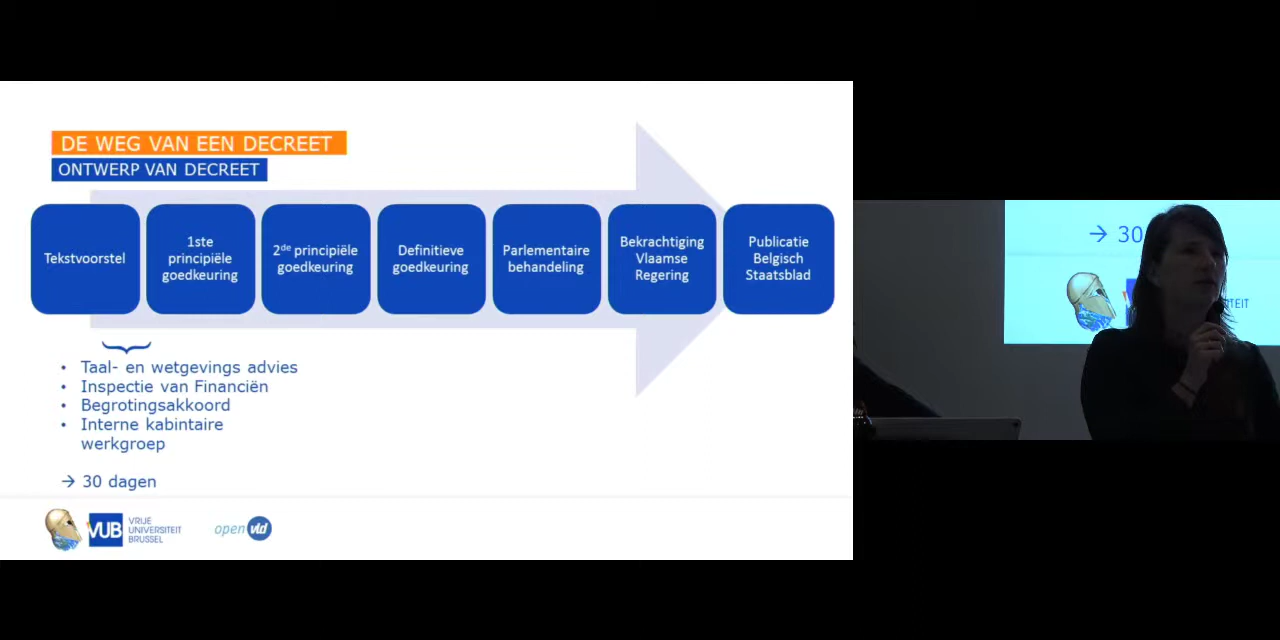 DE WEG VAN EEN DECREET
ONTWERP VAN DECREET
Tekstvoorstel
1ste
principiële
goedkeuring
2de principiële
goedkeuring
Definitieve
goedkeuring
Parlementaire
behandeling
Bekrachtiging
Vlaamse
Regering
Publicatie
Belgisch
Staatsblad
• Taal- en wetgevings advies
• Inspectie van Financiën
• Begrotingsakkoord
• Interne kabintaire
werkgroep
→ 30 dagen
VUB
VRIJE
UNIVERSITEIT
BRUSSEL
open vld
→ 30